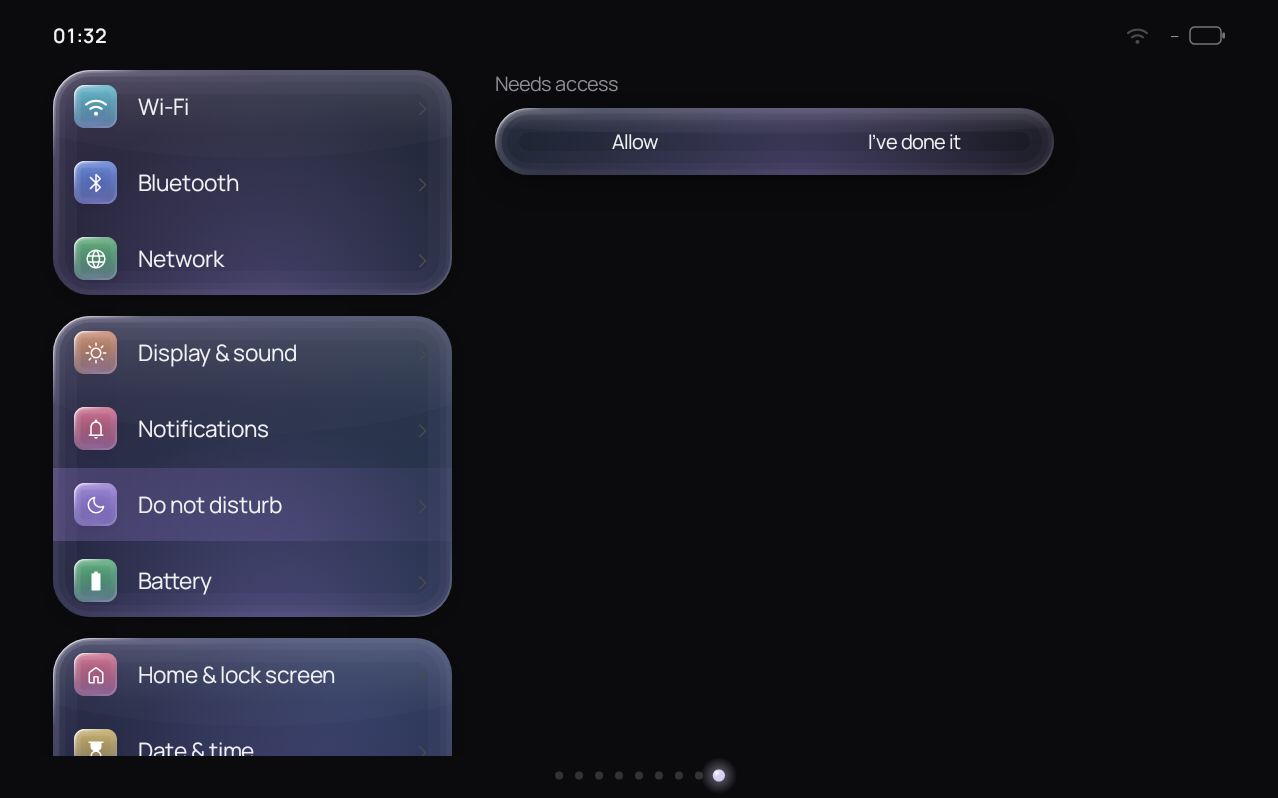 01:32
Wi-Fi
Bluetooth
Network
Display & sound
Notifications
Do not disturb
Battery
Home & lock screen
Date & time
Needs access
Allow
I've done it